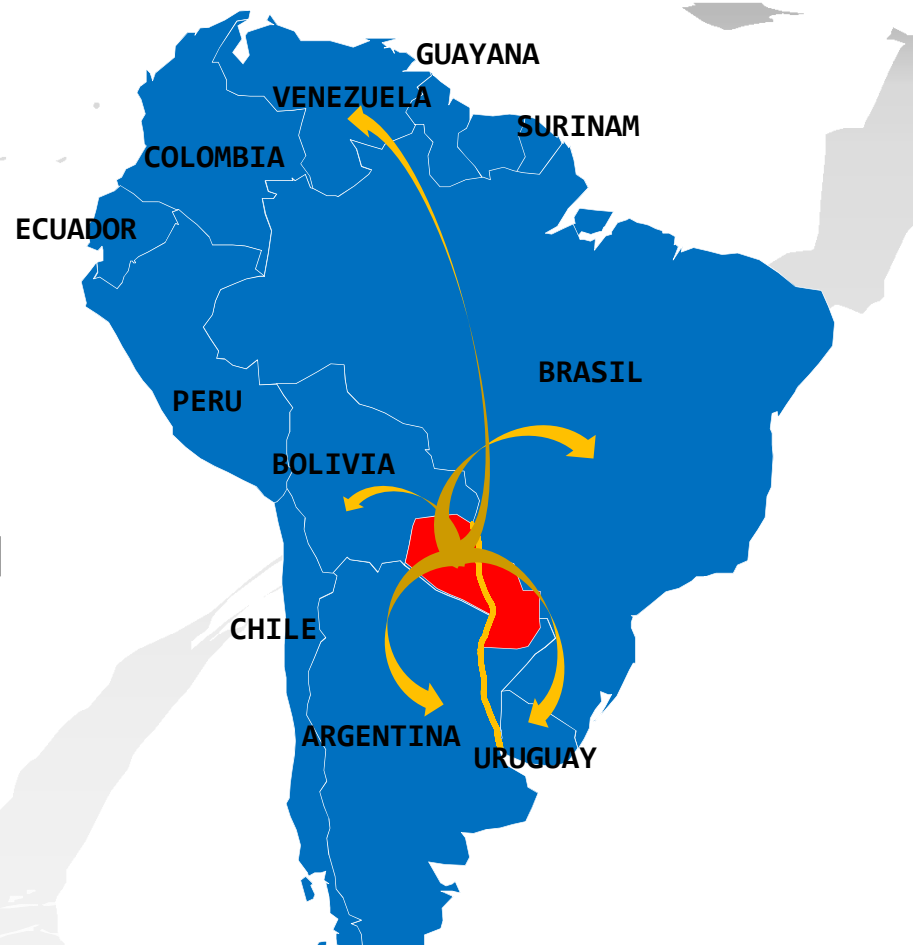 GUAYANA
VENEZUELA
SURINAM
COLOMBIA
ECUADOR
BRASIL
PERU
BOLIVIA
CHILE
ARGENTINA
URUGUAY